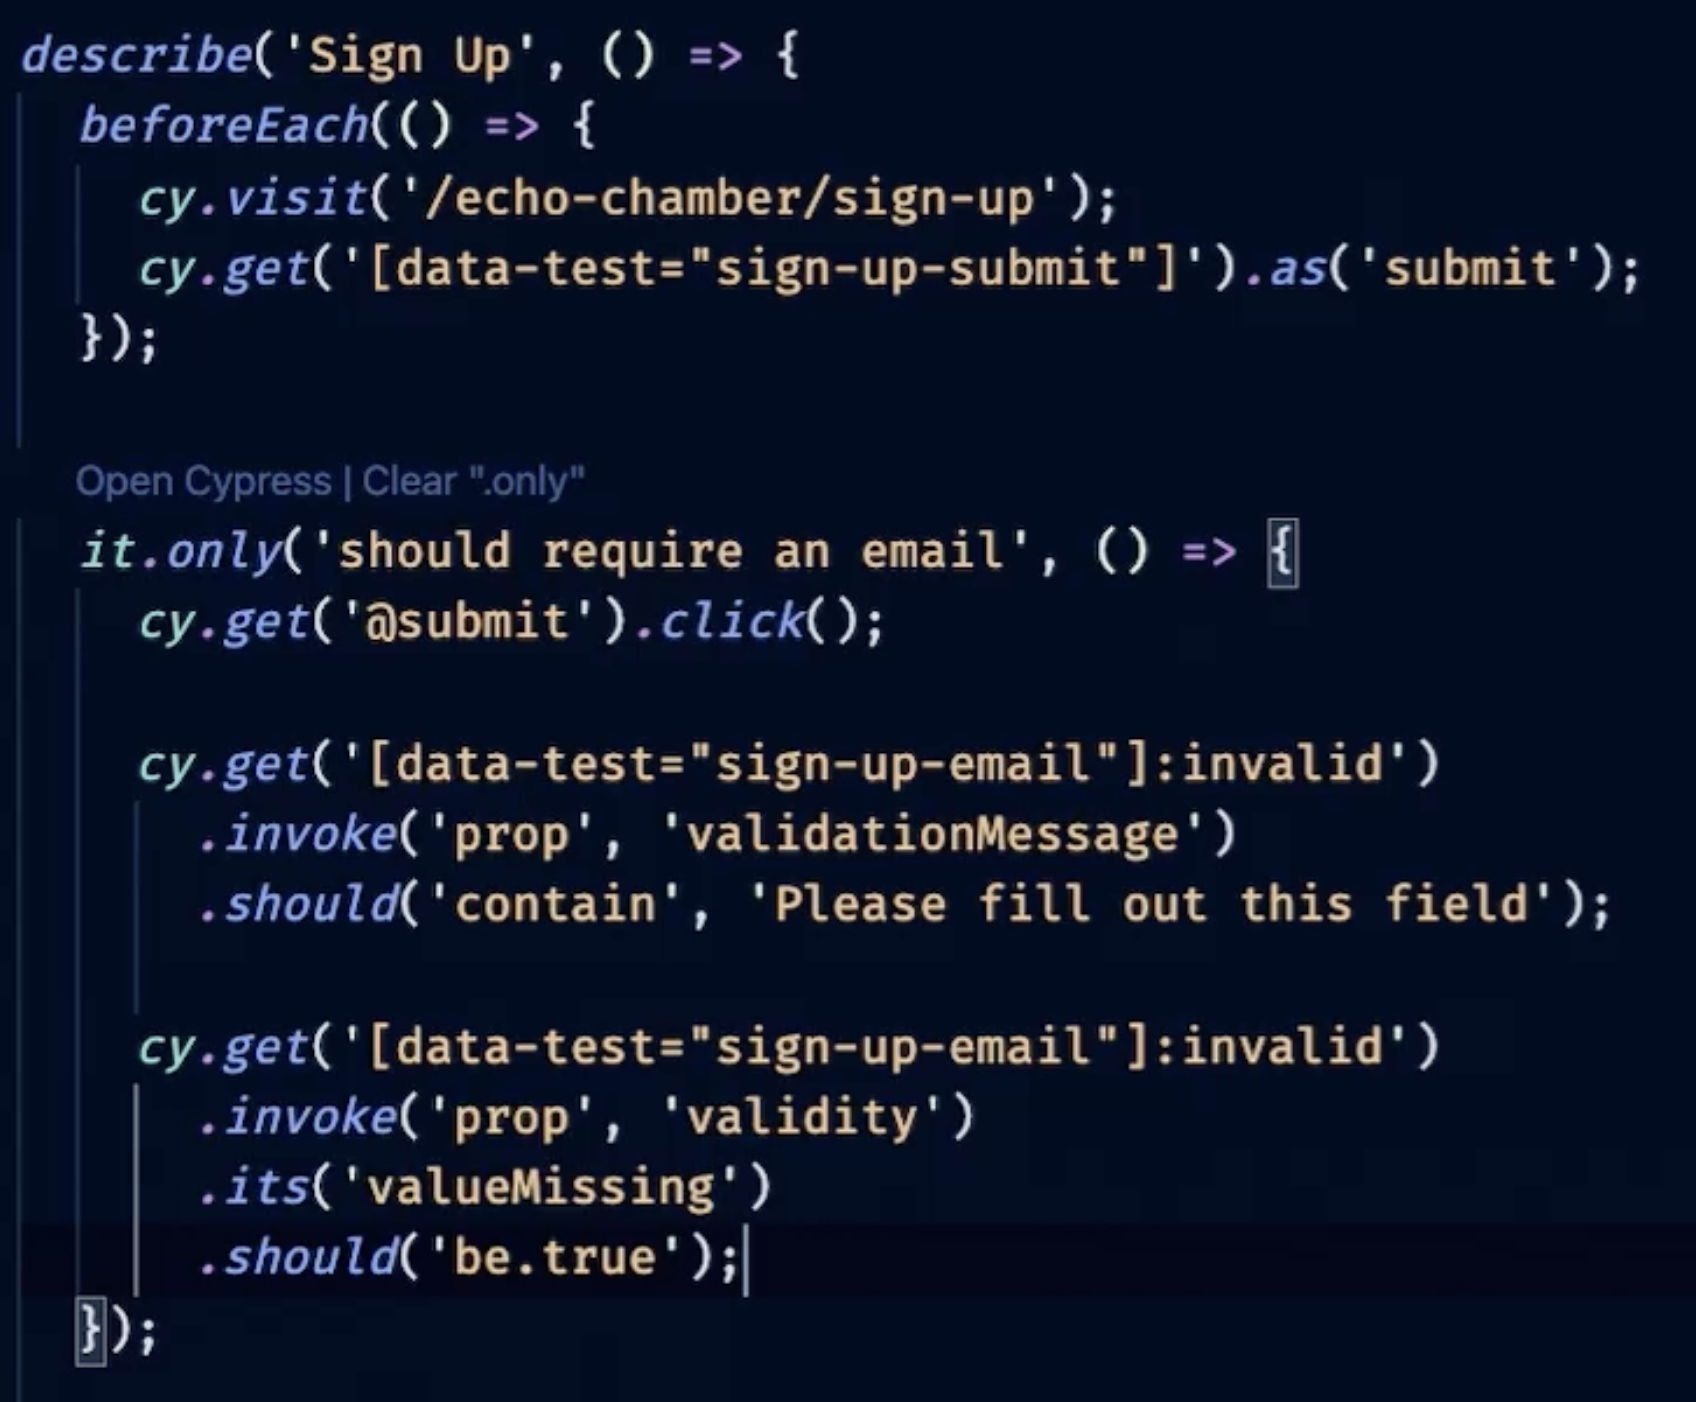 describe('Sign Up', () => {
beforeEach(() => {
cy.visit('/echo-chamber/sign-up');
cy.get('[data-test="sign-up-submit"]').as('submit');
});
Open Cypress | Clear ".only"
it.only('should require an email', () => {
cy.get('@submit').click();
cy.get('[data-test="sign-up-email"]:invalid')
.invoke('prop', 'validationMessage')
.should('contain', 'Please fill out this field');
cy.get('[data-test="sign-up-email"]:invalid')
.invoke('prop', 'validity')
.its('valueMissing')
.should('be.true');
});